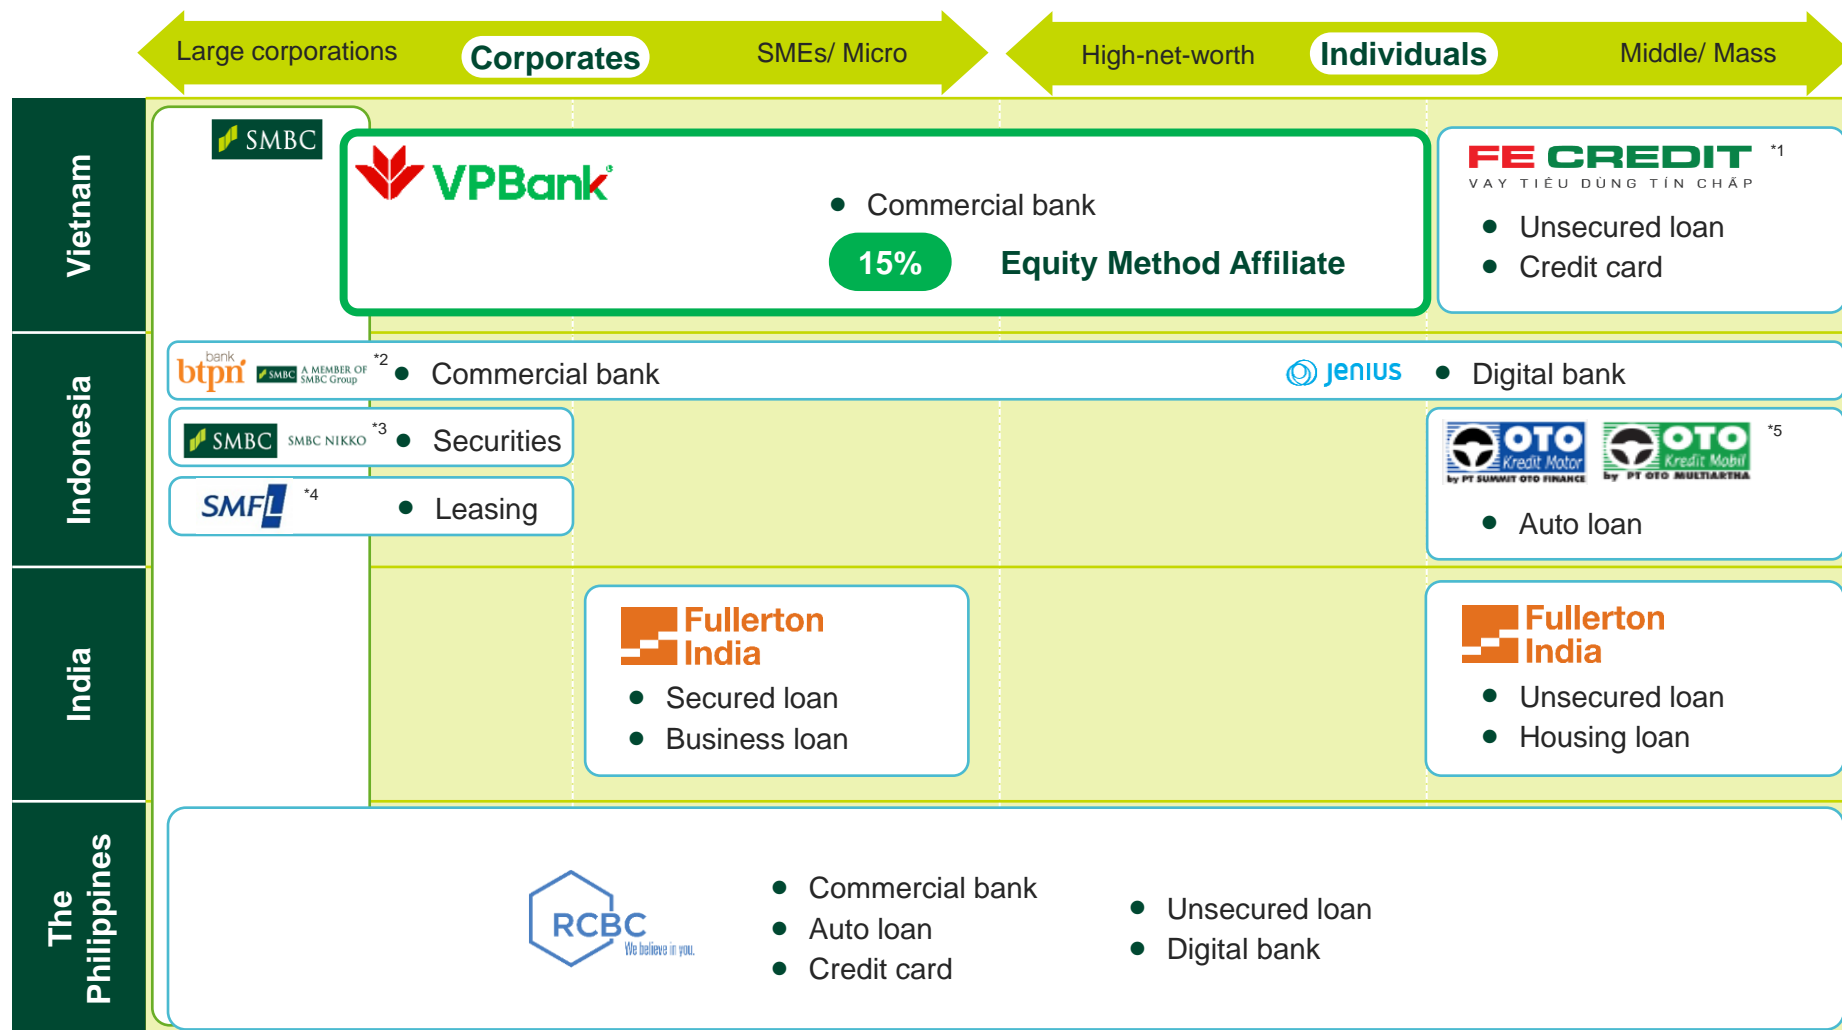 Large corporations
Corporates
SMEs/ Micro
High-net-worth
Individuals
Middle/ Mass
Vietnam
SMBC
VPBank
• Commercial bank
15%
Equity Method Affiliate
FE CREDIT *1
VAY TIÊU DÙNG TÍN CHẤP
• Unsecured loan
• Credit card
Indonesia
bank
btpn
SMBC
A MEMBER OF
SMBC Group
*2
• Commercial bank
Jenius
• Digital bank
SMBC SMBC NIKKO *3
• Securities
SMFL *4
• Leasing
OTO
Kredit Motor
by PT SUMMIT OTO FINANCE
OTO
Kredit Mobil
by PT OTO MULTIARTHA
*5
• Auto loan
India
Fullerton
India
• Secured loan
• Business loan
Fullerton
India
• Unsecured loan
• Housing loan
The
Philippines
RCBC
We believe in you.
• Commercial bank
• Auto loan
• Credit card
• Unsecured loan
• Digital bank